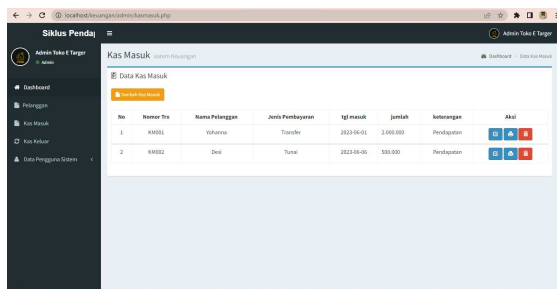 localhost/keuangan/admin/kasmasuk.php
Siklus Penda
Admin Toko E Targer
Admin Toko E Targer
Admin
Kas Masuk sistem Keuangan
Dashboard > Data Kas Masuk
Dashboard
Pelanggan
Kas Masuk
Kas Keluar
Data Pengguna Sistem
Data Kas Masuk
Tambah Kas Masuk
No Nomor Trx Nama Pelanggan Jenis Pembayaran tgl masuk jumlah keterangan Aksi
1 KM001 Yohanna Transfer 2023-06-01 2.000.000 Pendapatan
2 KM002 Desi Tunai 2023-06-06 500.000 Pendapatan